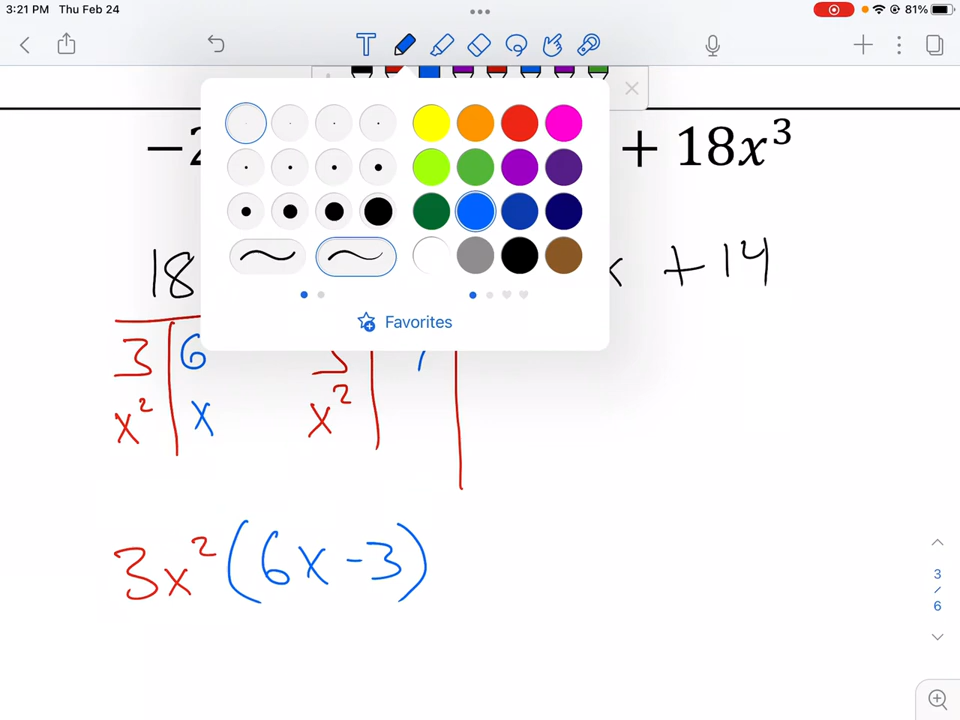 3:21 PM Thu Feb 24
81%
T
+ 18x³
18 + 14
3 6 3
x² x x²
Favorites
3x² (6x - 3)
3
/
6